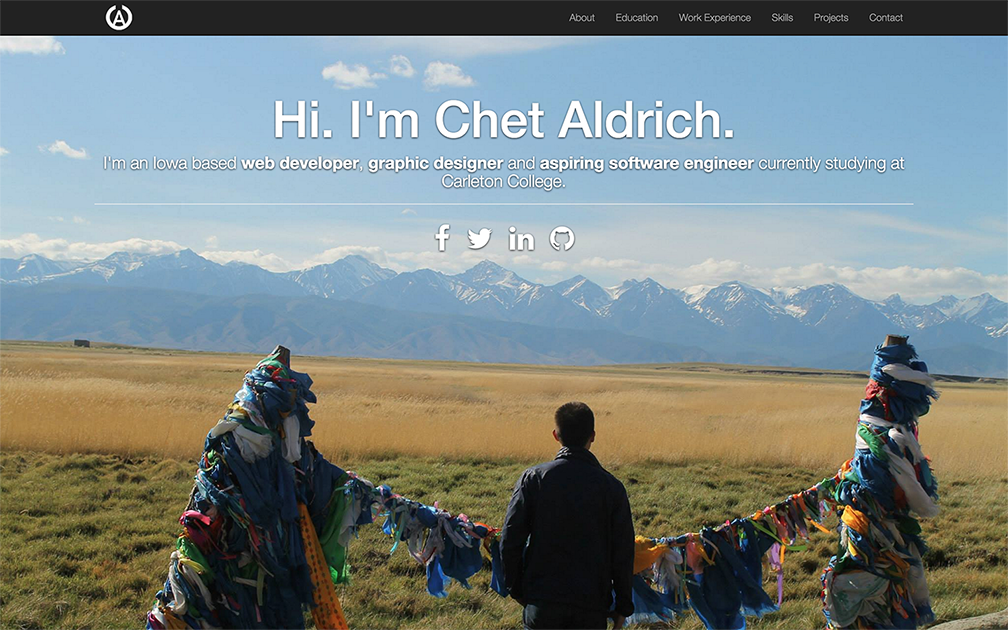 About Education Work Experience Skills Projects Contact
Hi. I'm Chet Aldrich.
I'm an Iowa based web developer, graphic designer and aspiring software engineer currently studying at
Carleton College.